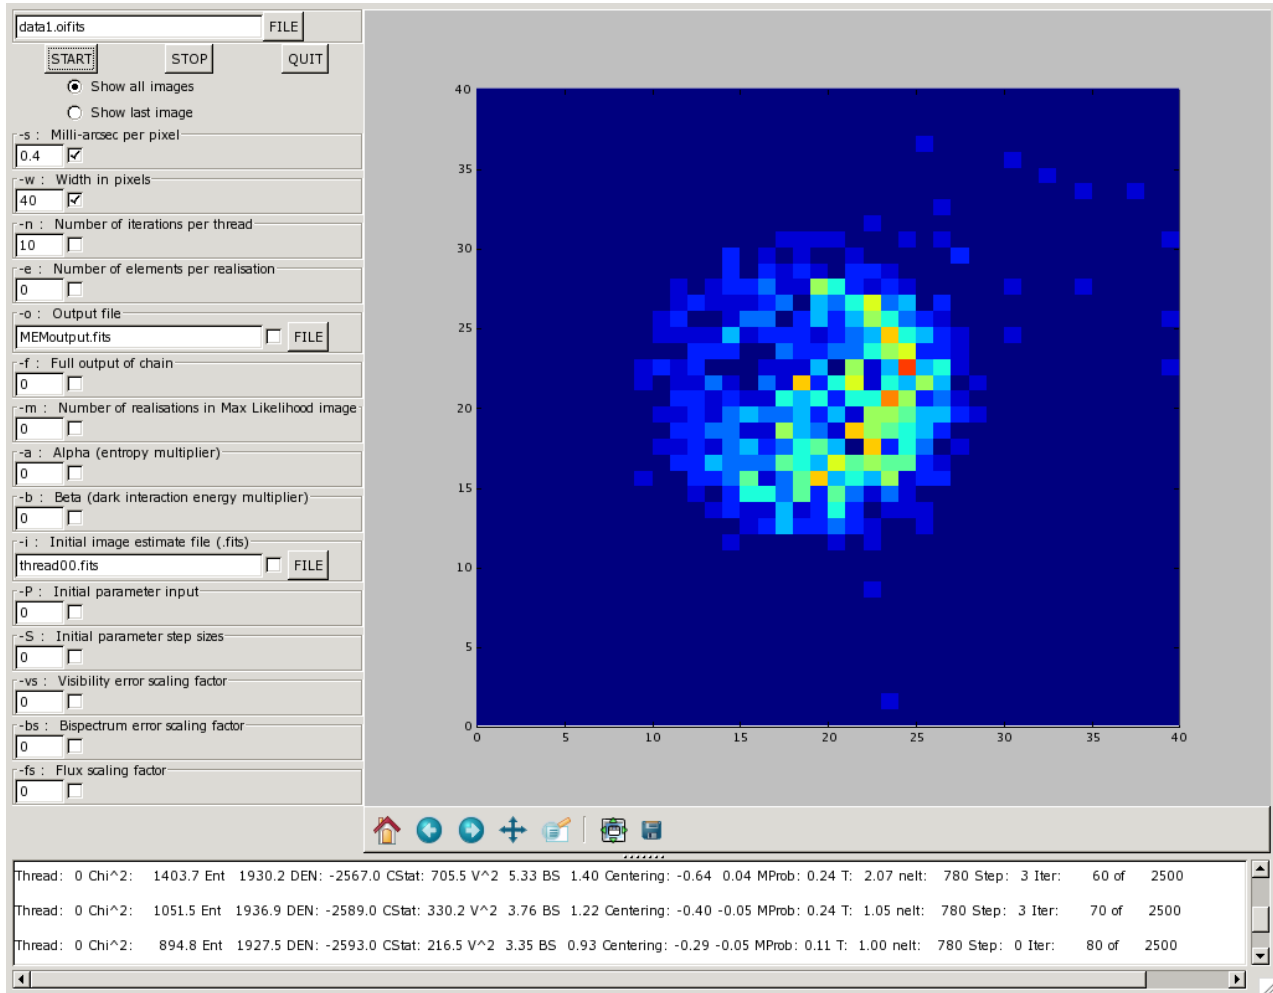 data1.oifits FILE
START STOP QUIT
Show all images
Show last image
-s : Milli-arcsec per pixel
0.4
-w : Width in pixels
40
-n : Number of iterations per thread
10
-e : Number of elements per realisation
0
-o : Output file
MEMoutput.fits FILE
-f : Full output of chain
0
-m : Number of realisations in Max Likelihood image
0
-a : Alpha (entropy multiplier)
0
-b : Beta (dark interaction energy multiplier)
0
-i : Initial image estimate file (.fits)
thread00.fits FILE
-P : Initial parameter input
0
-S : Initial parameter step sizes
0
-vs : Visibility error scaling factor
0
-bs : Bispectrum error scaling factor
0
-fs : Flux scaling factor
0
40
35
30
25
20
15
10
5
0
0 5 10 15 20 25 30 35 40
Thread: 0 Chi^2: 1403.7 Ent 1930.2 DEN: -2567.0 CStat: 705.5 V^2 5.33 BS 1.40 Centering: -0.64 0.04 MProb: 0.24 T: 2.07 nelt: 780 Step: 3 Iter: 60 of 2500
Thread: 0 Chi^2: 1051.5 Ent 1936.9 DEN: -2589.0 CStat: 330.2 V^2 3.76 BS 1.22 Centering: -0.40 -0.05 MProb: 0.24 T: 1.05 nelt: 780 Step: 3 Iter: 70 of 2500
Thread: 0 Chi^2: 894.8 Ent 1927.5 DEN: -2593.0 CStat: 216.5 V^2 3.35 BS 0.93 Centering: -0.29 -0.05 MProb: 0.11 T: 1.00 nelt: 780 Step: 0 Iter: 80 of 2500